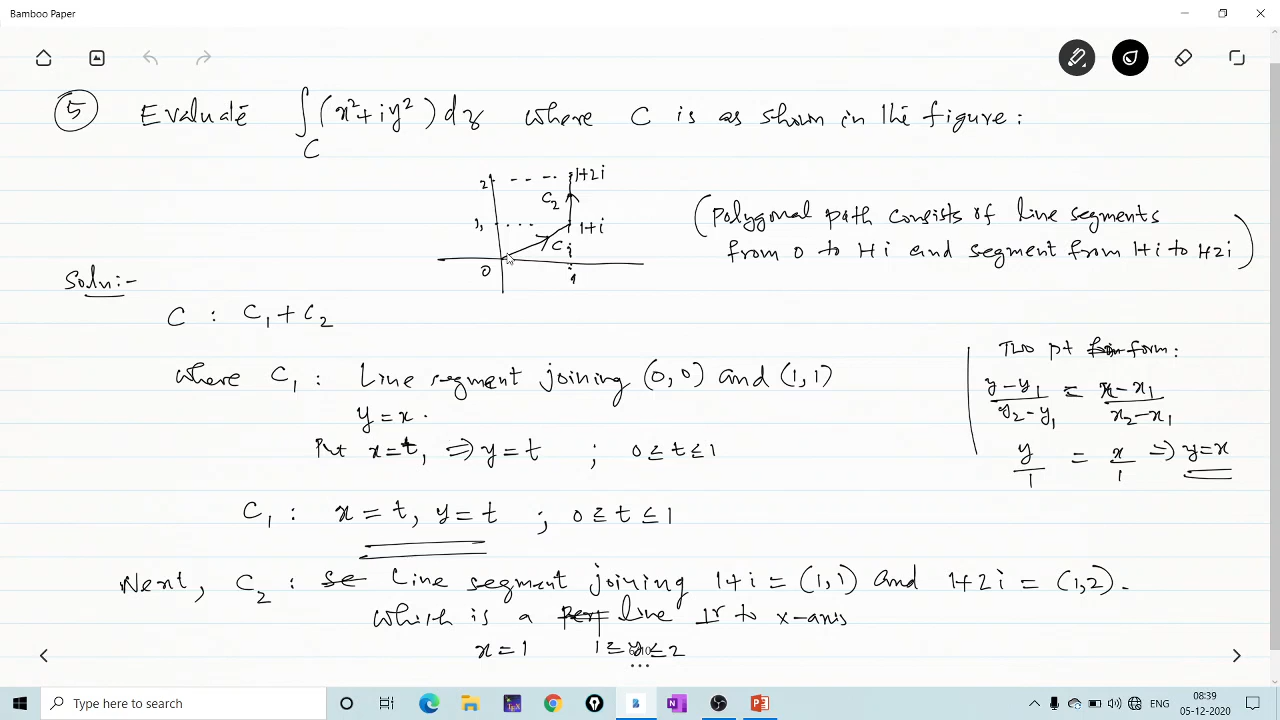 Bamboo Paper
5 Evaluate ∫ (x²+iy²) dz where C is as shown in the figure:
C
2 1+2i
C₂
1 1+i
C₁
0 1
(polygonal path consists of line segments
from 0 to 1+i and segment from 1+i to 1+2i)
Soln:-
C : C₁+C₂
where C₁ : Line segment joining (0,0) and (1,1)
y=x.
Put x=t, ⇒ y=t ; 0≤t≤1
Two pt form:
(y-y₁)/(y₂-y₁) = (x-x₁)/(x₂-x₁)
y/1 = x/1 ⇒ y=x
C₁ : x=t, y=t ; 0≥t≤1
Next, C₂ : se Line segment joining 1+i=(1,1) and 1+2i=(1,2).
which is a per line ⊥r to x-axis
x=1 1≥y≤2
Type here to search
ENG
08:39
05-12-2020